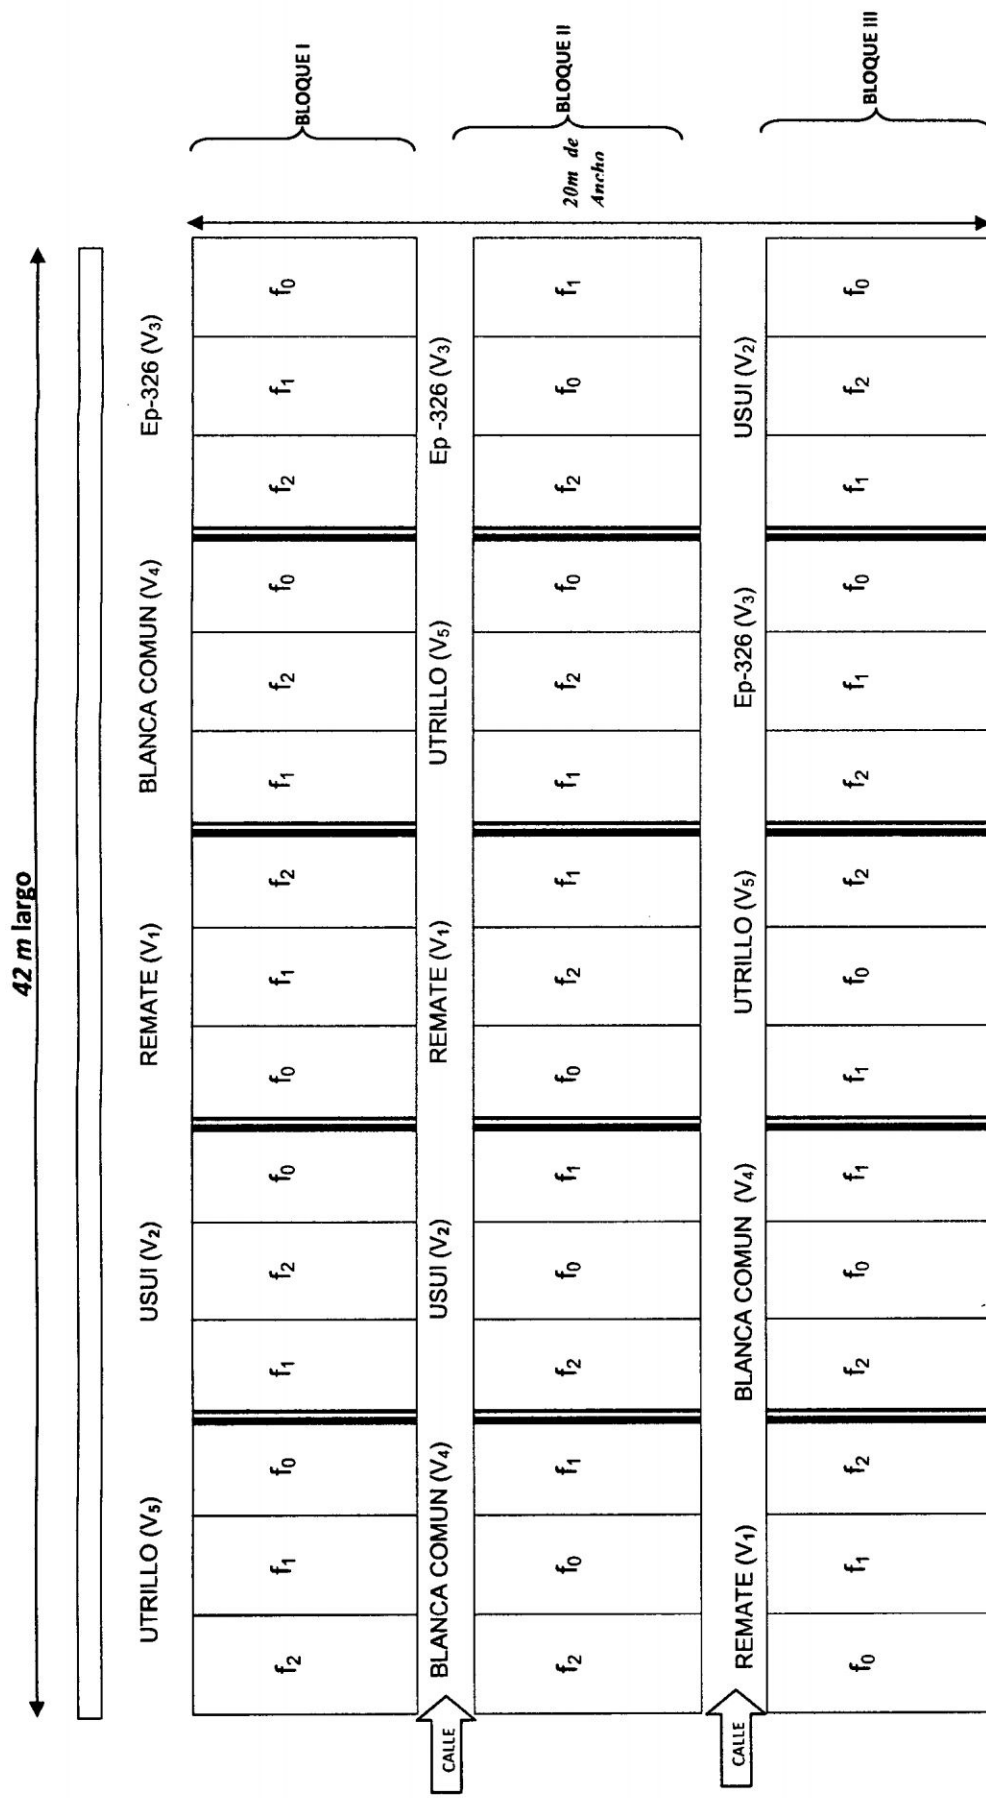 42 m largo
UTRILLO (V₅) USUI (V₂) REMATE (V₁) BLANCA COMUN (V₄) Ep-326 (V₃)
f₂ f₁ f₀ f₁ f₂ f₀ f₀ f₁ f₂ f₁ f₂ f₀ f₂ f₁ f₀ BLOQUE I
CALLE BLANCA COMUN (V₄) USUI (V₂) REMATE (V₁) UTRILLO (V₅) Ep -326 (V₃)
f₂ f₀ f₁ f₂ f₀ f₁ f₀ f₂ f₁ f₁ f₂ f₀ f₂ f₀ f₁ BLOQUE II
20m de
Ancho
CALLE REMATE (V₁) BLANCA COMUN (V₄) UTRILLO (V₅) Ep-326 (V₃) USUI (V₂)
f₀ f₁ f₂ f₂ f₀ f₁ f₁ f₀ f₂ f₂ f₁ f₀ f₁ f₂ f₀ BLOQUE III